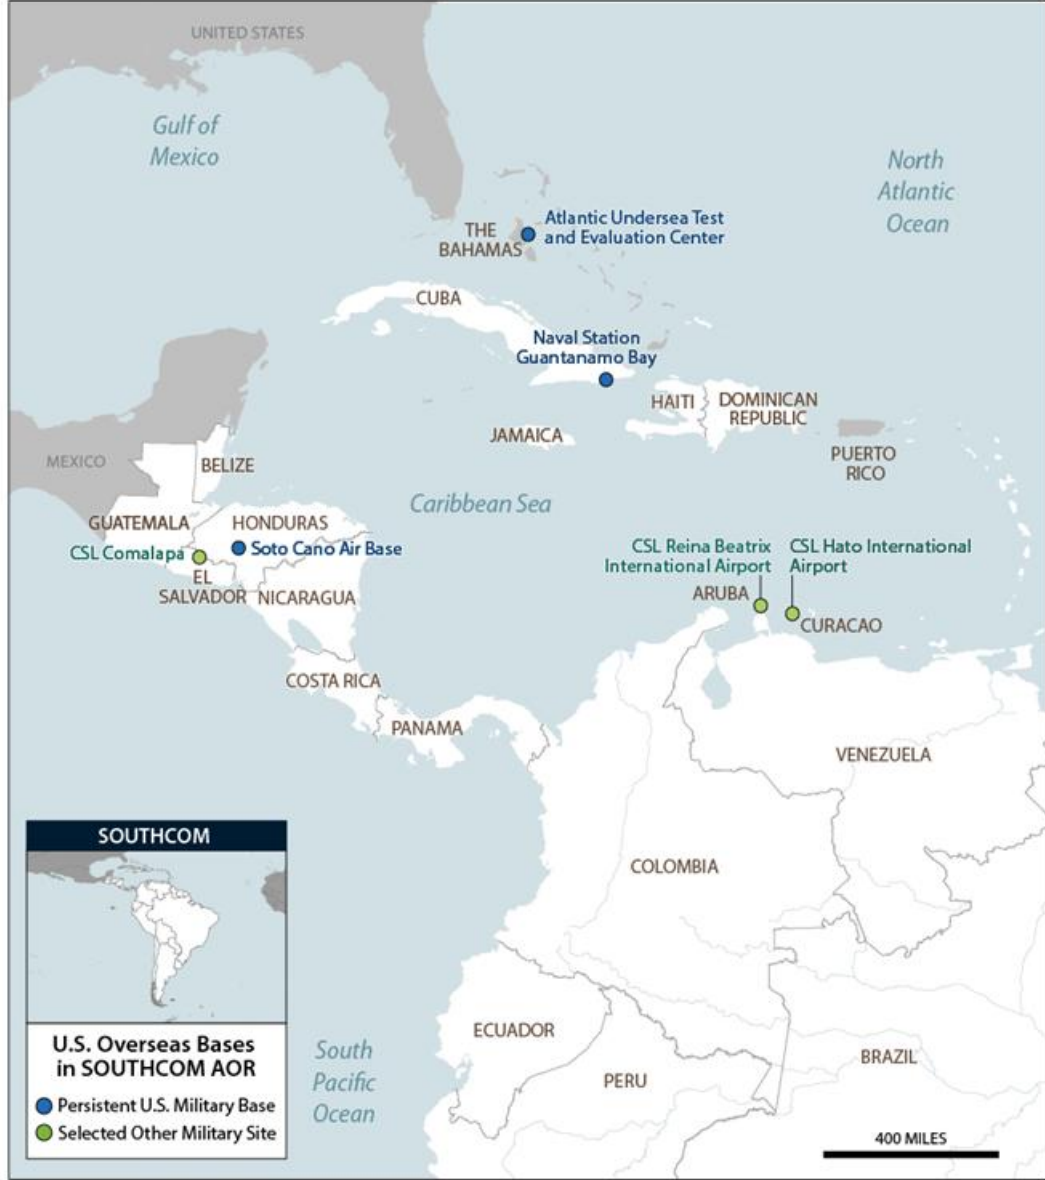 UNITED STATES
Gulf of
Mexico
North
Atlantic
Ocean
Atlantic Undersea Test
and Evaluation Center
THE
BAHAMAS
CUBA
Naval Station
Guantanamo Bay
HAITI
DOMINICAN
REPUBLIC
JAMAICA
PUERTO
RICO
MEXICO
BELIZE
Caribbean Sea
GUATEMALA
HONDURAS
CSL Comalapa
Soto Cano Air Base
EL
SALVADOR
NICARAGUA
CSL Reina Beatrix
International Airport
CSL Hato International
Airport
ARUBA
CURACAO
COSTA RICA
PANAMA
VENEZUELA
COLOMBIA
ECUADOR
PERU
BRAZIL
South
Pacific
Ocean
SOUTHCOM
U.S. Overseas Bases
in SOUTHCOM AOR
Persistent U.S. Military Base
Selected Other Military Site
400 MILES